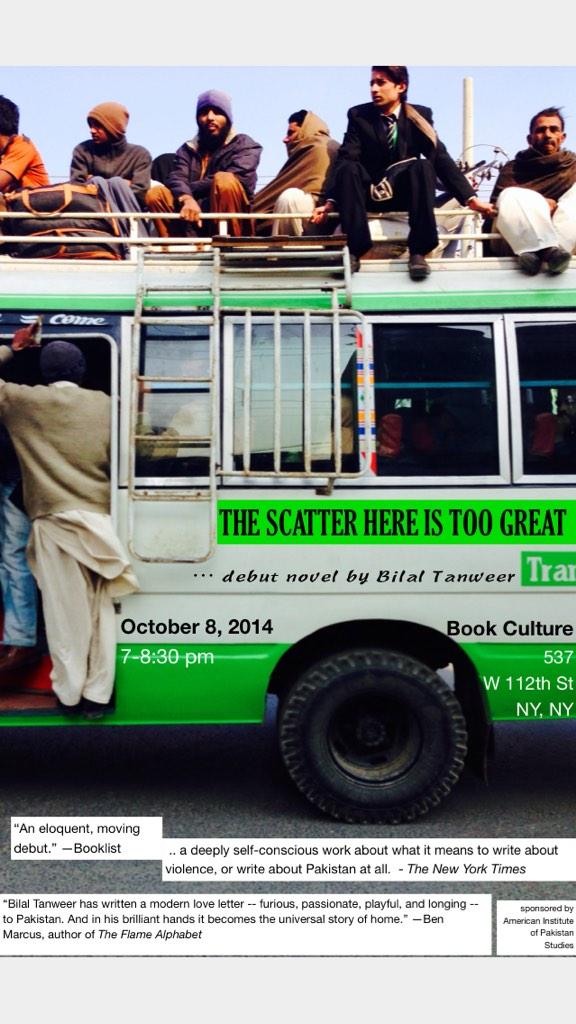 come
THE SCATTER HERE IS TOO GREAT
... debut novel by Bilal Tanweer
Tran
October 8, 2014
7-8:30 pm
Book Culture
537
W 112th St
NY, NY
“An eloquent, moving
debut.” —Booklist
.. a deeply self-conscious work about what it means to write about
violence, or write about Pakistan at all. - The New York Times
“Bilal Tanweer has written a modern love letter -- furious, passionate, playful, and longing --
to Pakistan. And in his brilliant hands it becomes the universal story of home.” —Ben
Marcus, author of The Flame Alphabet
sponsored by
American Institute
of Pakistan
Studies